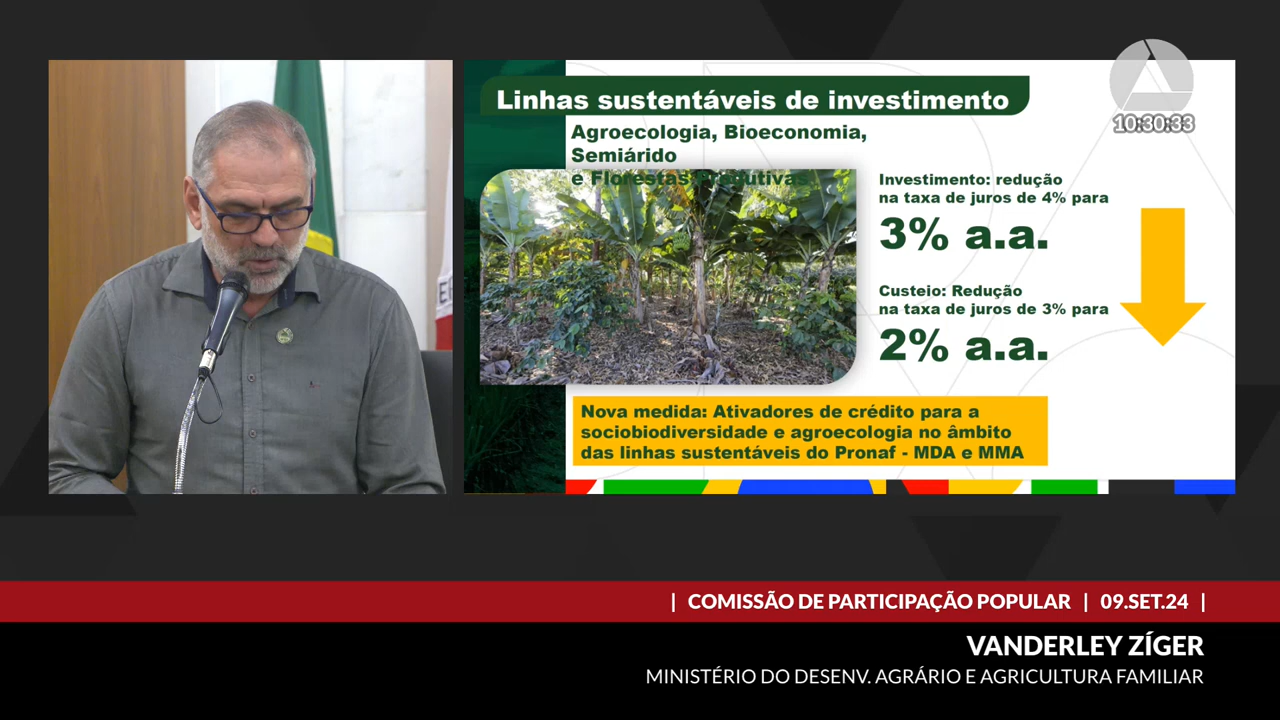 10:30:33
Linhas sustentáveis de investimento
Agroecologia, Bioeconomia,
Semiárido
e Florestas Produtivas
Investimento: redução
na taxa de juros de 4% para
3% a.a.
Custeio: Redução
na taxa de juros de 3% para
2% a.a.
Nova medida: Ativadores de crédito para a
sociobiodiversidade e agroecologia no âmbito
das linhas sustentáveis do Pronaf - MDA e MMA
| COMISSÃO DE PARTICIPAÇÃO POPULAR | 09.SET.24 |
VANDERLEY ZÍGER
MINISTÉRIO DO DESENV. AGRÁRIO E AGRICULTURA FAMILIAR